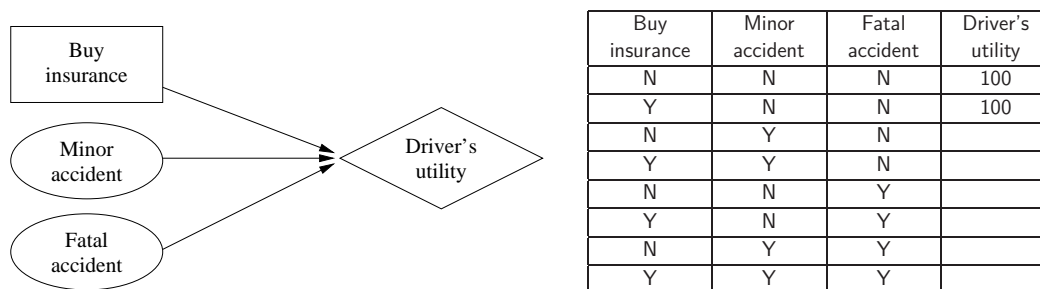 Buy
insurance
Minor
accident
Fatal
accident
Driver's
utility
Buy Minor Fatal Driver's
insurance accident accident utility
N N N 100
Y N N 100
N Y N
Y Y N
N N Y
Y N Y
N Y Y
Y Y Y